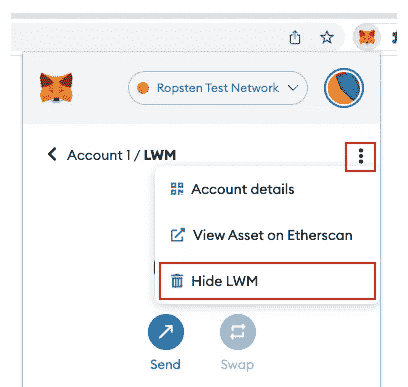 Ropsten Test Network
Account 1 / LWM
Account details
View Asset on Etherscan
Hide LWM
Send
Swap